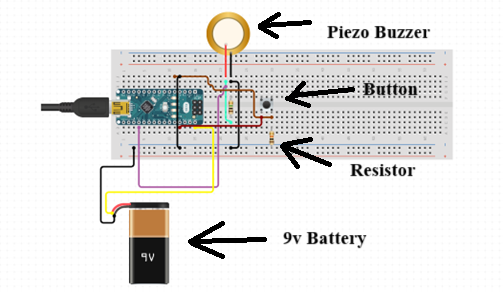 Piezo Buzzer
Button
Resistor
9v Battery
9V